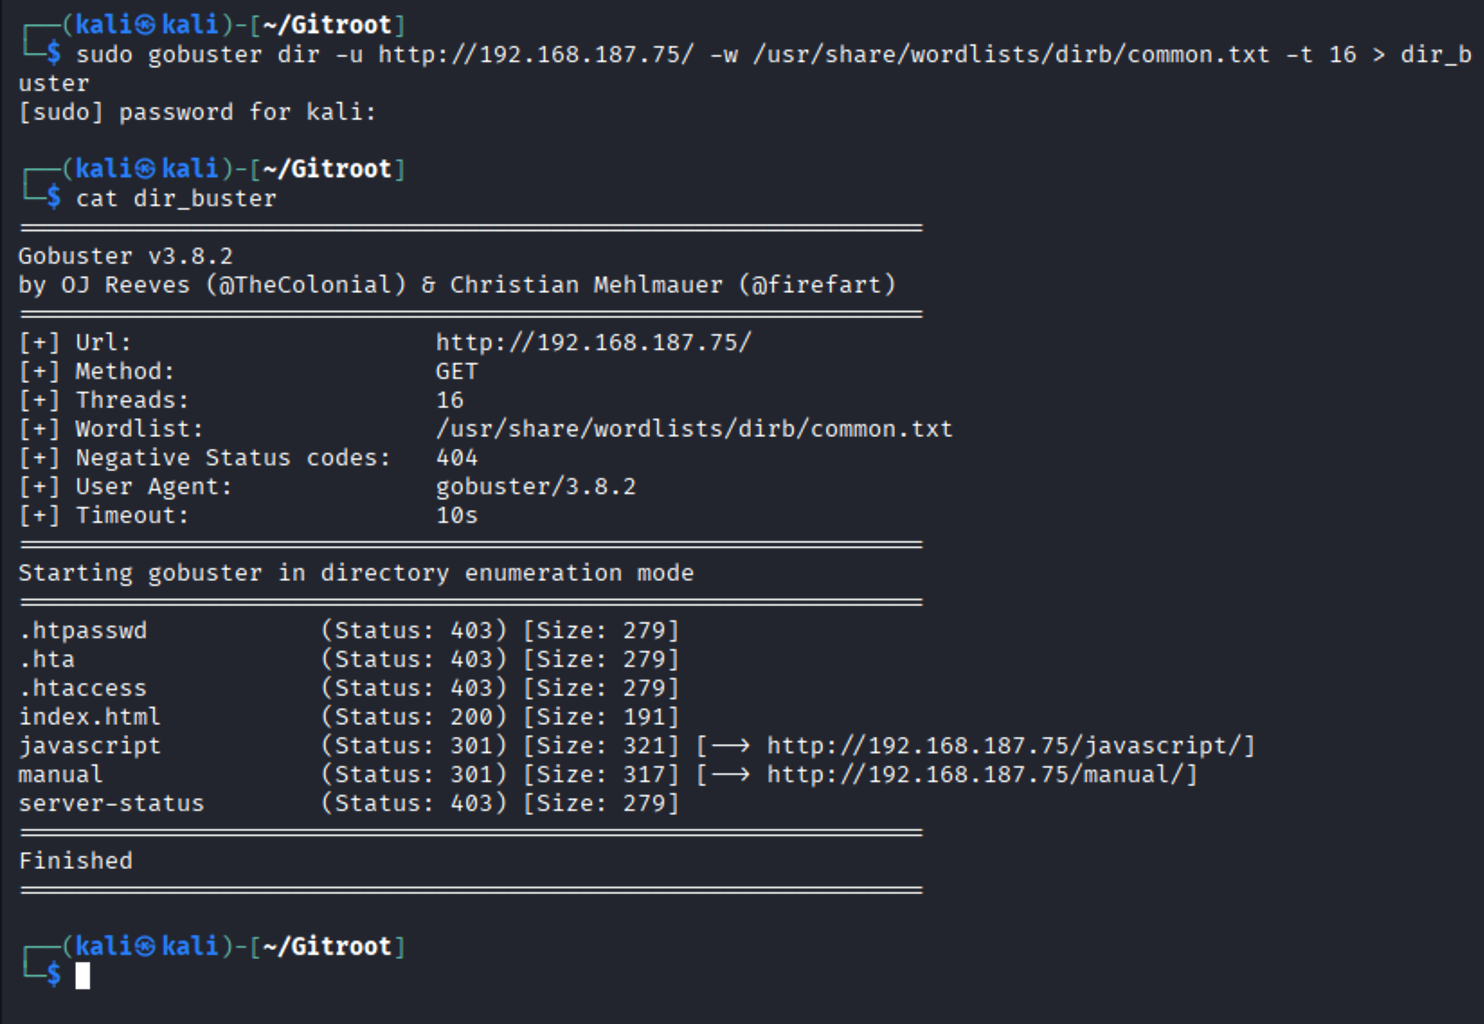 ┌──(kali㉿kali)-[~/Gitroot]
└─$ sudo gobuster dir -u http://192.168.187.75/ -w /usr/share/wordlists/dirb/common.txt -t 16 > dir_b
uster
[sudo] password for kali:
┌──(kali㉿kali)-[~/Gitroot]
└─$ cat dir_buster
===============================================================
Gobuster v3.8.2
by OJ Reeves (@TheColonial) & Christian Mehlmauer (@firefart)
===============================================================
[+] Url:                     http://192.168.187.75/
[+] Method:                  GET
[+] Threads:                 16
[+] Wordlist:                /usr/share/wordlists/dirb/common.txt
[+] Negative Status codes:   404
[+] User Agent:              gobuster/3.8.2
[+] Timeout:                 10s
===============================================================
Starting gobuster in directory enumeration mode
===============================================================
.htpasswd            (Status: 403) [Size: 279]
.hta                 (Status: 403) [Size: 279]
.htaccess            (Status: 403) [Size: 279]
index.html           (Status: 200) [Size: 191]
javascript           (Status: 301) [Size: 321] [--> http://192.168.187.75/javascript/]
manual               (Status: 301) [Size: 317] [--> http://192.168.187.75/manual/]
server-status        (Status: 403) [Size: 279]
===============================================================
Finished
===============================================================
┌──(kali㉿kali)-[~/Gitroot]
└─$